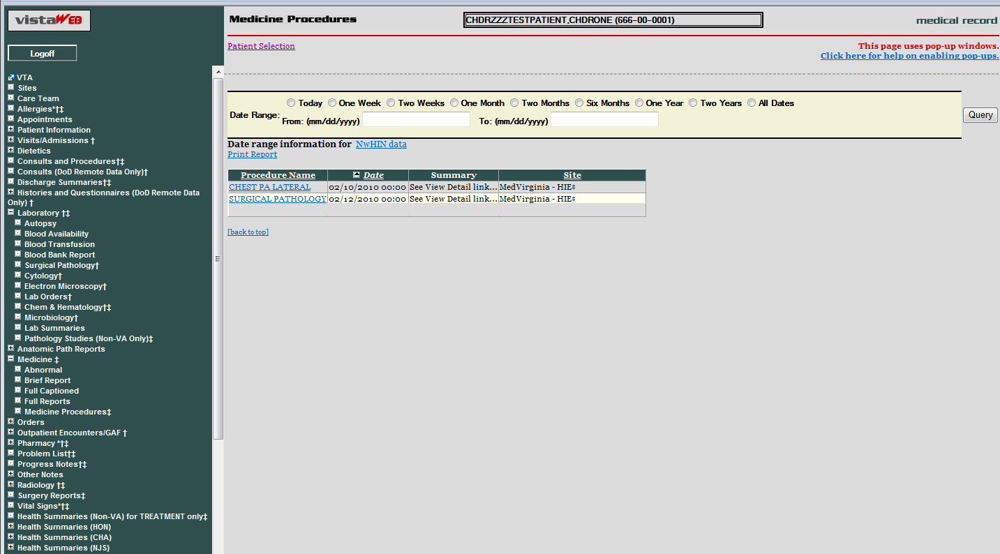 vistaWEB
Logoff
VTA
Sites
Care Team
Allergies*†‡
Appointments
Patient Information
Visits/Admissions †
Dietetics
Consults and Procedures†‡
Consults (DoD Remote Data Only)†
Discharge Summaries†‡
Histories and Questionnaires (DoD Remote Data
Only) †
Laboratory †‡
Autopsy
Blood Availability
Blood Transfusion
Blood Bank Report
Surgical Pathology†
Cytology†
Electron Microscopy†
Lab Orders†
Chem & Hematology†‡
Microbiology†
Lab Summaries
Pathology Studies (Non-VA Only)‡
Anatomic Path Reports
Medicine ‡
Abnormal
Brief Report
Full Captioned
Full Reports
Medicine Procedures‡
Orders
Outpatient Encounters/GAF †
Pharmacy *†‡
Problem List†‡
Progress Notes†‡
Other Notes
Radiology †‡
Surgery Reports‡
Vital Signs*†‡
Health Summaries (Non-VA) for TREATMENT only‡
Health Summaries (HON)
Health Summaries (CHA)
Health Summaries (NJS)
Medicine Procedures
CHDRZZZTESTPATIENT,CHDRONE (666-00-0001)
medical record
Patient Selection
This page uses pop-up windows.
Click here for help on enabling pop-ups.
Today One Week Two Weeks One Month Two Months Six Months One Year Two Years All Dates
Date Range: From: (mm/dd/yyyy) To: (mm/dd/yyyy)
Query
Date range information for NwHIN data
Print Report
Procedure Name Date Summary Site
CHEST PA LATERAL 02/10/2010 00:00 See View Detail link... MedVirginia - HIE‡
SURGICAL PATHOLOGY 02/12/2010 00:00 See View Detail link... MedVirginia - HIE‡
[back to top]